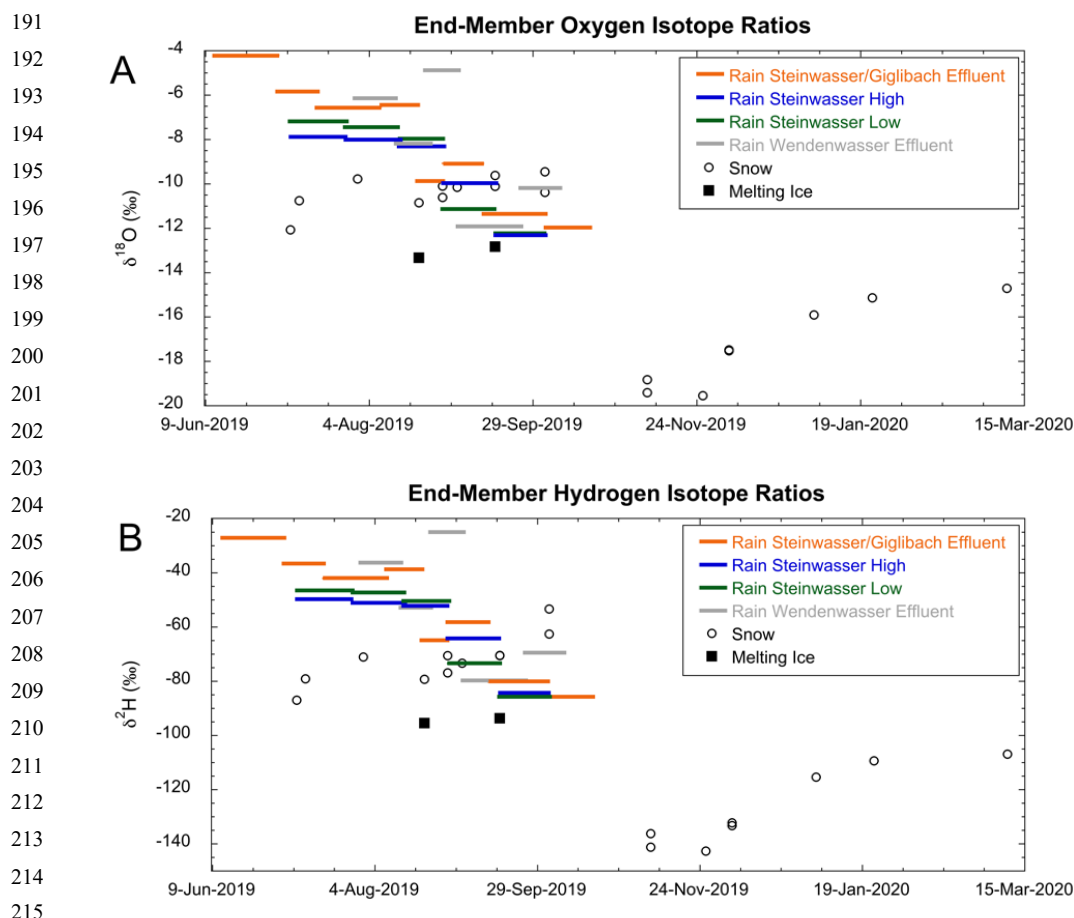 191
End-Member Oxygen Isotope Ratios
192
-4
A
Rain Steinwasser/Giglibach Effluent
193
-6
Rain Steinwasser High
194
-8
Rain Steinwasser Low
Rain Wendenwasser Effluent
195
-10
Snow
196
-12
Melting Ice
δ18O (‰)
197
-14
198
-16
199
200
-18
201
-20
202
9-Jun-2019 4-Aug-2019 29-Sep-2019 24-Nov-2019 19-Jan-2020 15-Mar-2020
203
204
End-Member Hydrogen Isotope Ratios
-20
205
B
Rain Steinwasser/Giglibach Effluent
206
-40
Rain Steinwasser High
Rain Steinwasser Low
207
-60
Rain Wendenwasser Effluent
208
Snow
-80
Melting Ice
209
δ2H (‰)
210
-100
211
-120
212
213
-140
214
9-Jun-2019 4-Aug-2019 29-Sep-2019 24-Nov-2019 19-Jan-2020 15-Mar-2020
215